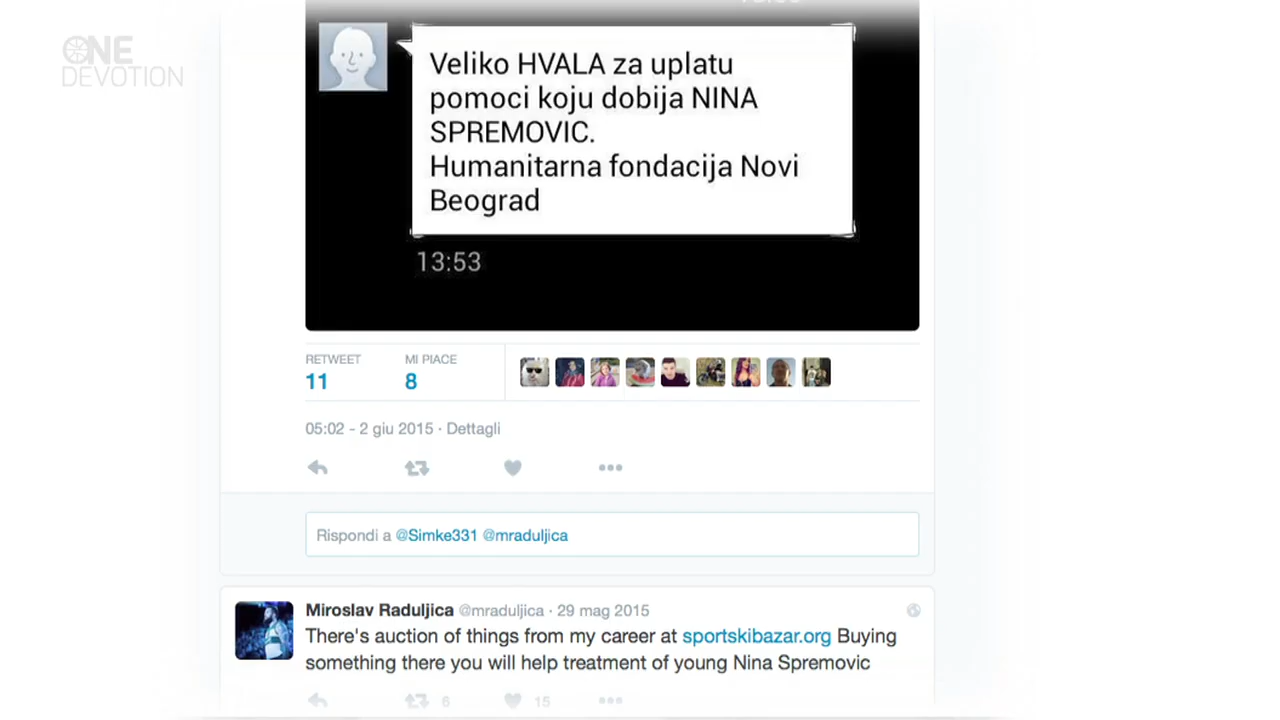 ONE
DEVOTION
Veliko HVALA za uplatu
pomoci koju dobija NINA
SPREMOVIC.
Humanitarna fondacija Novi
Beograd
13:53
RETWEET
MI PIACE
11
8
05:02 - 2 giu 2015 · Dettagli
Rispondi a @Simke331 @mraduljica
Miroslav Raduljica @mraduljica · 29 mag 2015
There's auction of things from my career at sportskibazar.org Buying
something there you will help treatment of young Nina Spremovic
6
15